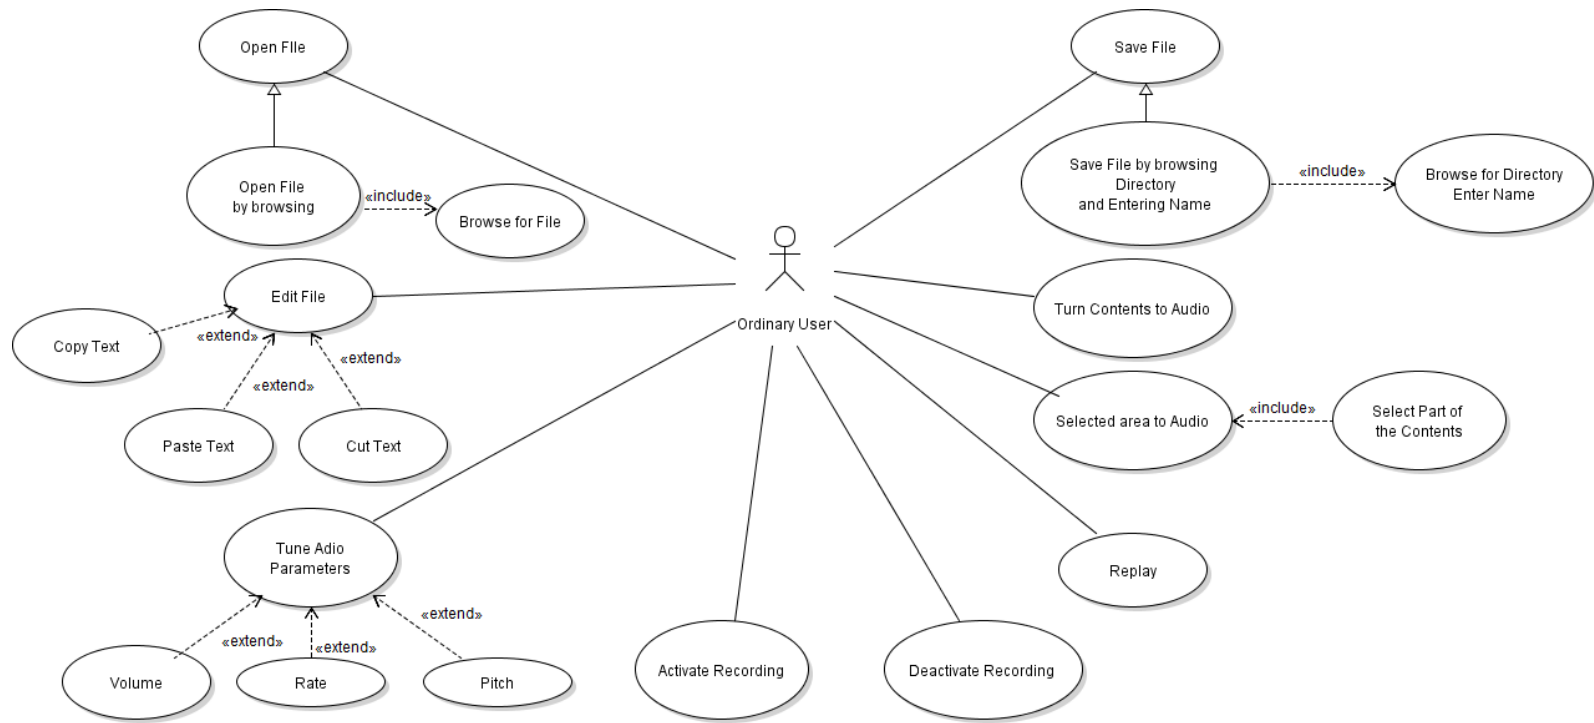 Open FIle
Save File
Open File
by browsing
«include»
Browse for File
Save File by browsing
Directory
and Entering Name
«include»
Browse for Directory
Enter Name
Edit File
Copy Text
«extend»
«extend»
«extend»
Paste Text
Cut Text
Ordinary User
Turn Contents to Audio
Selected area to Audio
«include»
Select Part of
the Contents
Tune Adio
Parameters
«extend»
«extend»
«extend»
Volume
Rate
Pitch
Activate Recording
Deactivate Recording
Replay